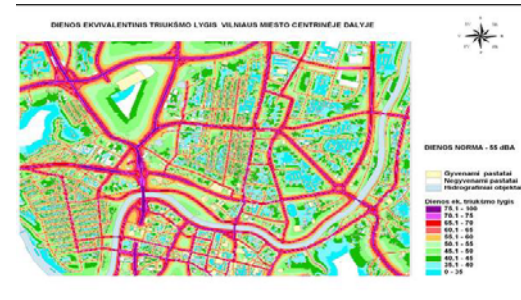 DIENOS EKVIVALENTINIS TRIUKŠMO LYGIS VILNIAUS MIESTO CENTRINĖJE DALYJE
DIENOS NORMA - 55 dBA
Gyvenami pastatai
Negyvenami pastatai
Hidrografiniai objektai
Dienos ek. triukšmo lygis
75.1 - 100
70.1 - 75
65.1 - 70
60.1 - 65
55.1 - 60
50.1 - 55
45.1 - 50
40.1 - 45
35.1 - 40
0 - 35